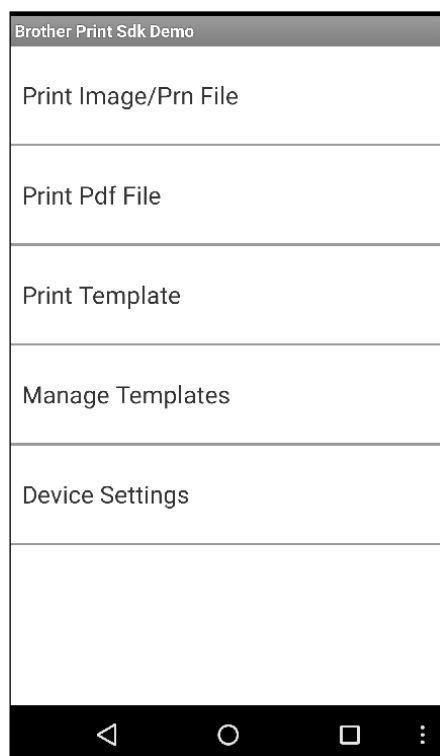 Brother Print Sdk Demo
Print Image/Prn File
Print Pdf File
Print Template
Manage Templates
Device Settings